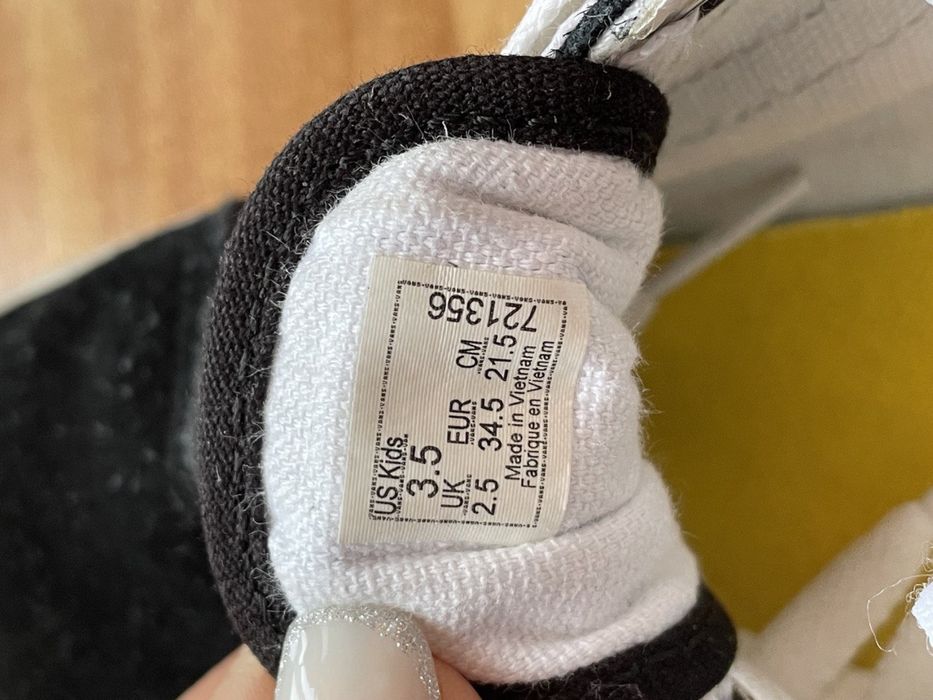 US Kids
3.5
UK EUR CM
2.5 34.5 21.5
Made in Vietnam
Fabriqué en Vietnam
721356